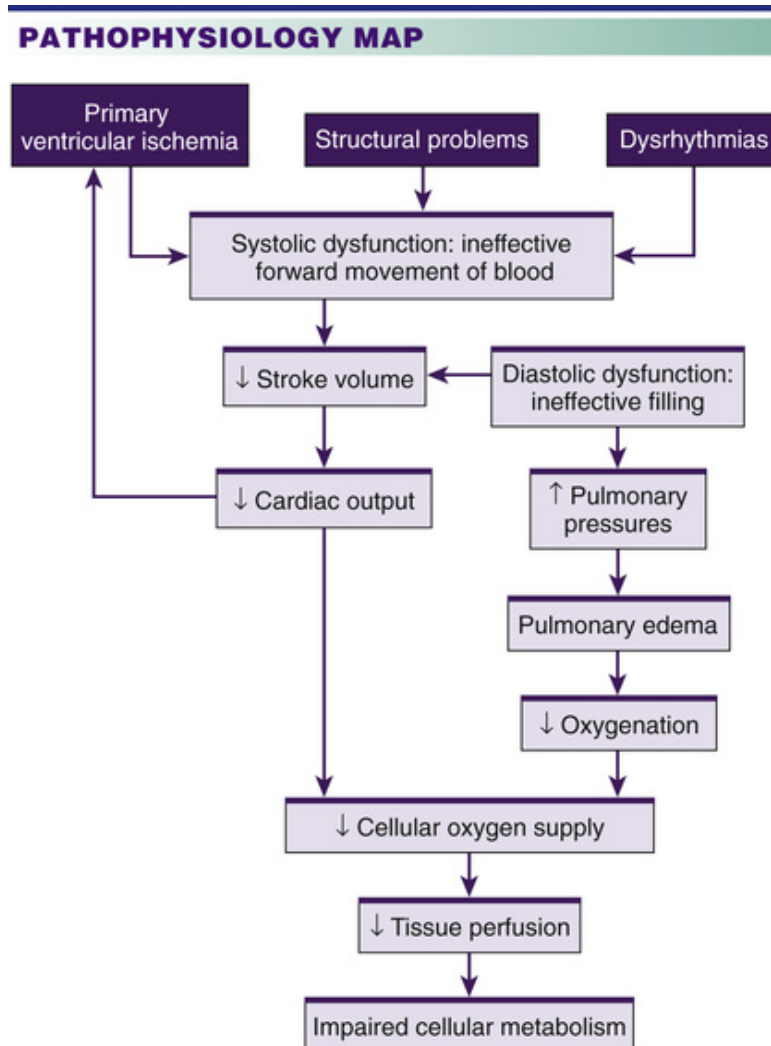 PATHOPHYSIOLOGY MAP
Primary
ventricular ischemia
Structural problems
Dysrhythmias
Systolic dysfunction: ineffective
forward movement of blood
↓ Stroke volume
Diastolic dysfunction:
ineffective filling
↓ Cardiac output
↑ Pulmonary
pressures
Pulmonary edema
↓ Oxygenation
↓ Cellular oxygen supply
↓ Tissue perfusion
Impaired cellular metabolism